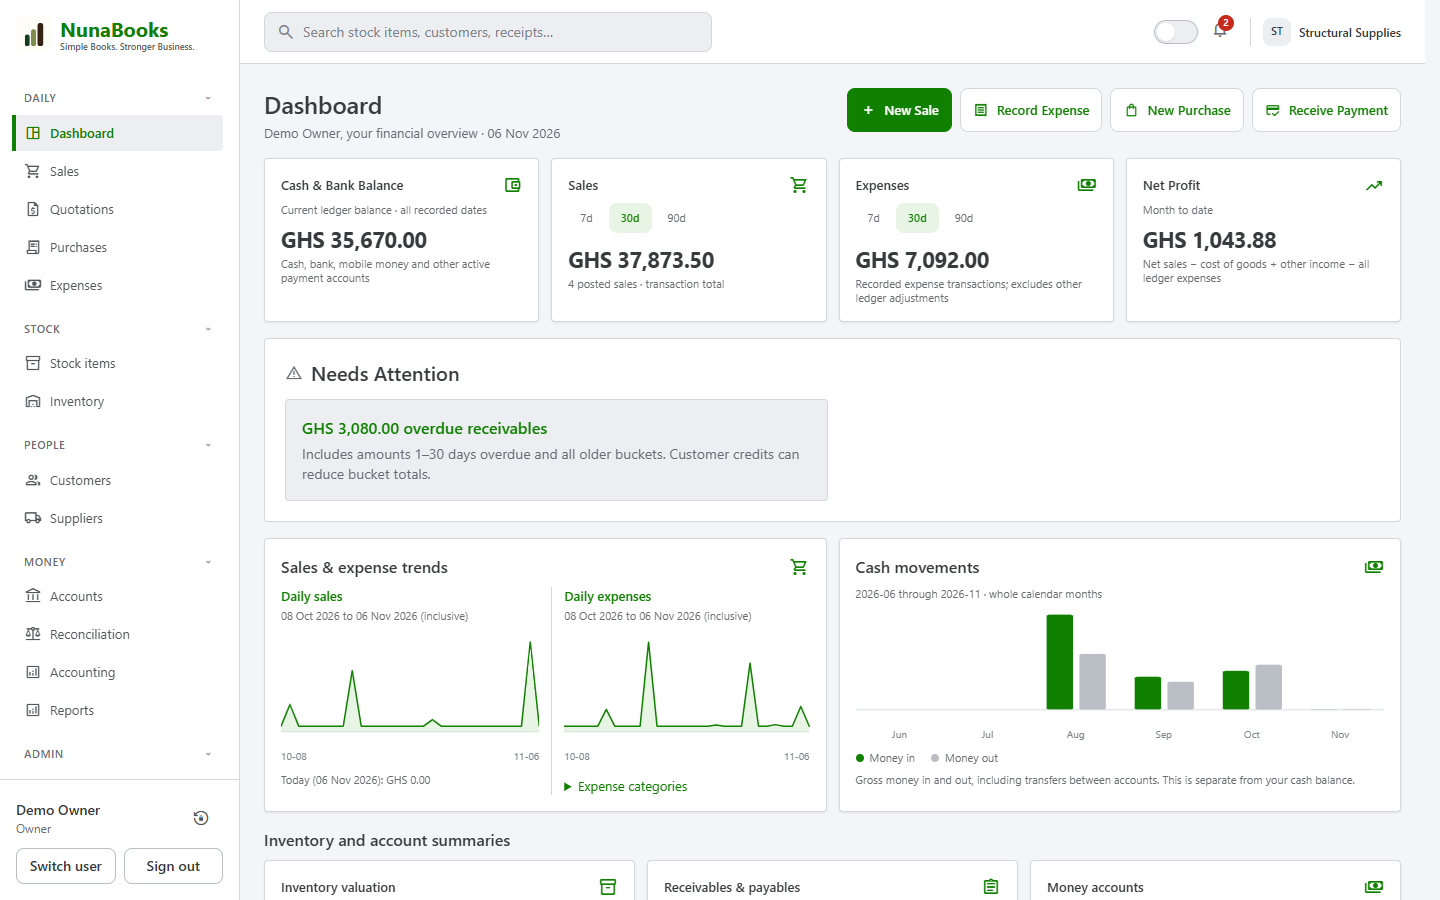 NunaBooks
Simple Books. Stronger Business.
DAILY
Dashboard
Sales
Quotations
Purchases
Expenses
STOCK
Stock items
Inventory
PEOPLE
Customers
Suppliers
MONEY
Accounts
Reconciliation
Accounting
Reports
ADMIN
Demo Owner
Owner
Switch user
Sign out
Search stock items, customers, receipts...
2
ST
Structural Supplies
Dashboard
Demo Owner, your financial overview · 06 Nov 2026
+ New Sale
Record Expense
New Purchase
Receive Payment
Cash & Bank Balance
Current ledger balance · all recorded dates
GHS 35,670.00
Cash, bank, mobile money and other active
payment accounts
Sales
7d 30d 90d
GHS 37,873.50
4 posted sales · transaction total
Expenses
7d 30d 90d
GHS 7,092.00
Recorded expense transactions; excludes other
ledger adjustments
Net Profit
Month to date
GHS 1,043.88
Net sales − cost of goods + other income − all
ledger expenses
Needs Attention
GHS 3,080.00 overdue receivables
Includes amounts 1–30 days overdue and all older buckets. Customer credits can
reduce bucket totals.
Sales & expense trends
Daily sales
08 Oct 2026 to 06 Nov 2026 (inclusive)
10-08 11-06
Today (06 Nov 2026): GHS 0.00
Daily expenses
08 Oct 2026 to 06 Nov 2026 (inclusive)
10-08 11-06
Expense categories
Cash movements
2026-06 through 2026-11 · whole calendar months
Jun Jul Aug Sep Oct Nov
Money in Money out
Gross money in and out, including transfers between accounts. This is separate from your cash balance.
Inventory and account summaries
Inventory valuation
Receivables & payables
Money accounts